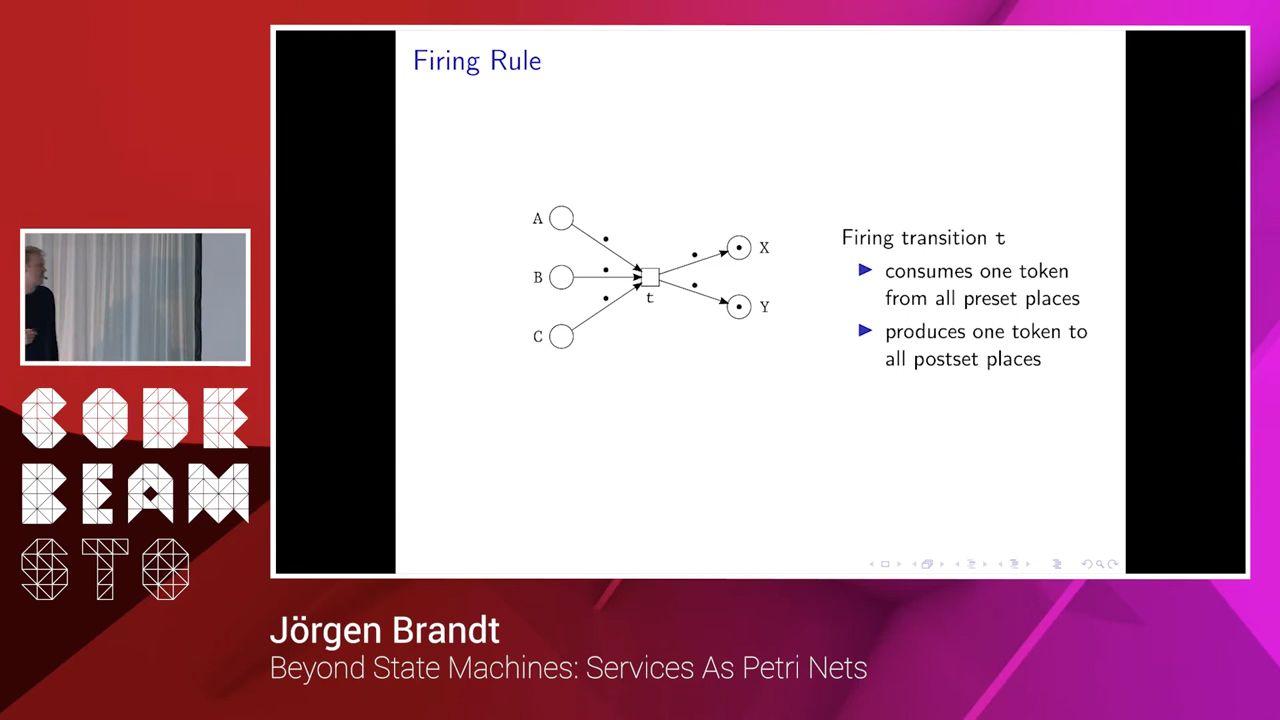 Firing Rule
A
B
C
t
X
Y
Firing transition t
consumes one token
from all preset places
produces one token to
all postset places
CODE
BEAM
STO
Jörgen Brandt
Beyond State Machines: Services As Petri Nets